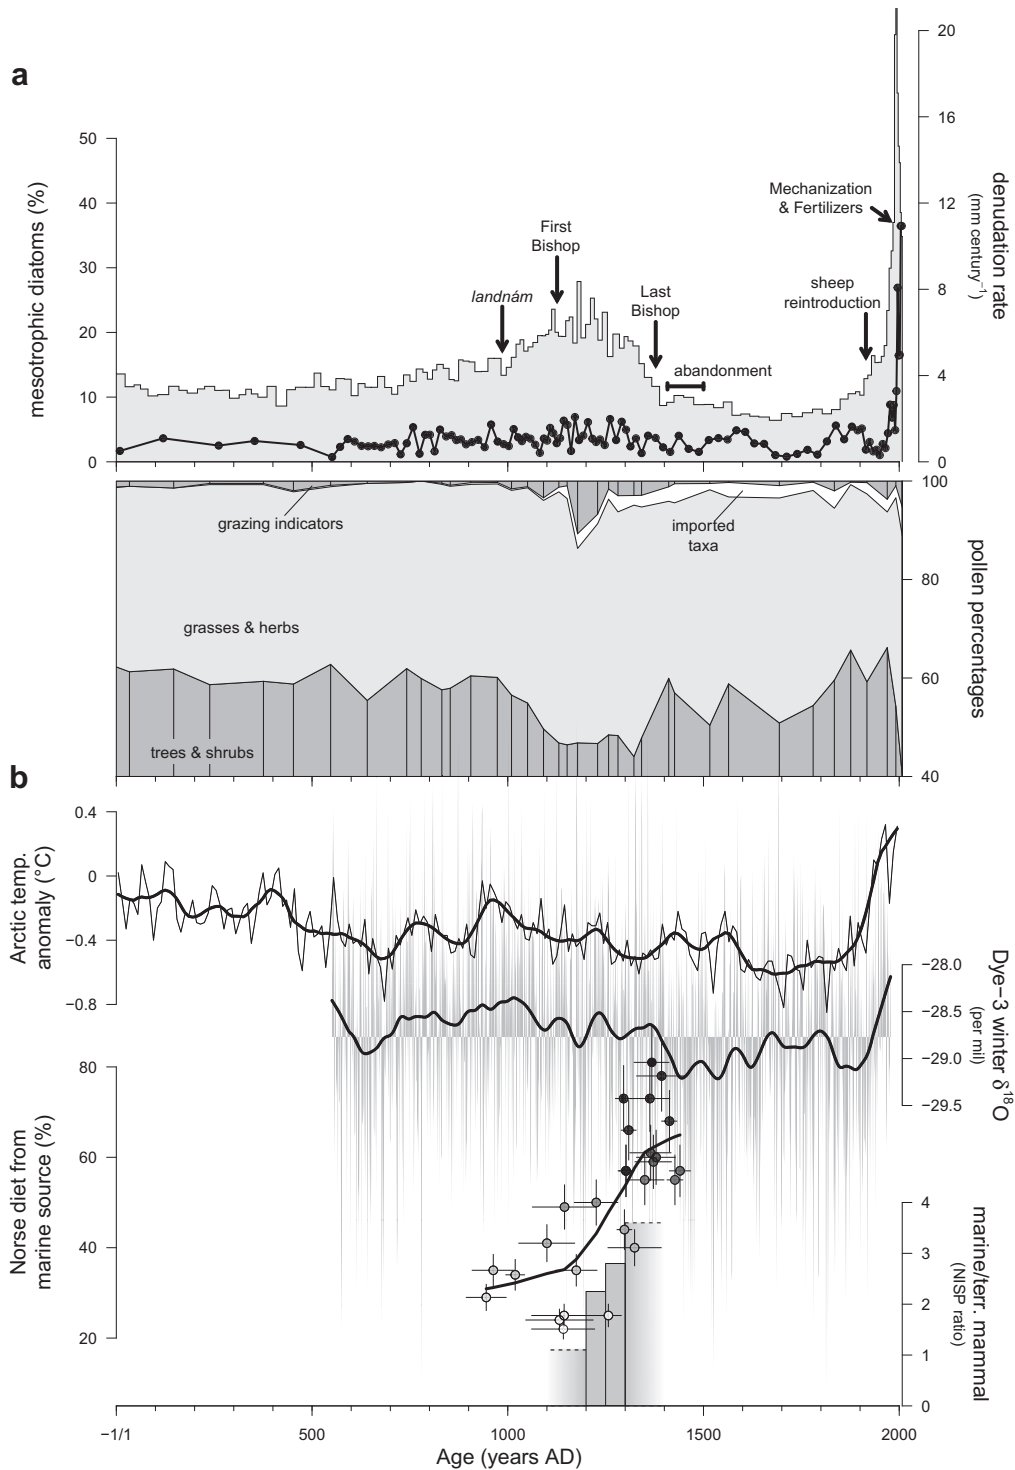 a
mesotrophic diatoms (%)
50
40
30
20
10
0
20
16
12
8
4
0
denudation rate
(mm century⁻¹)
landnám
First
Bishop
Last
Bishop
abandonment
Mechanization
& Fertilizers
sheep
reintroduction
grazing indicators
imported
taxa
grasses & herbs
trees & shrubs
100
80
60
40
pollen percentages
b
Arctic temp.
anomaly (°C)
0.4
0
−0.4
−0.8
−28.0
−28.5
−29.0
−29.5
Dye−3 winter δ¹⁸O
(per mil)
Norse diet from
marine source (%)
80
60
40
20
4
3
2
1
0
marine/terr. mammal
(NISP ratio)
−1/1
500
1000
1500
2000
Age (years AD)